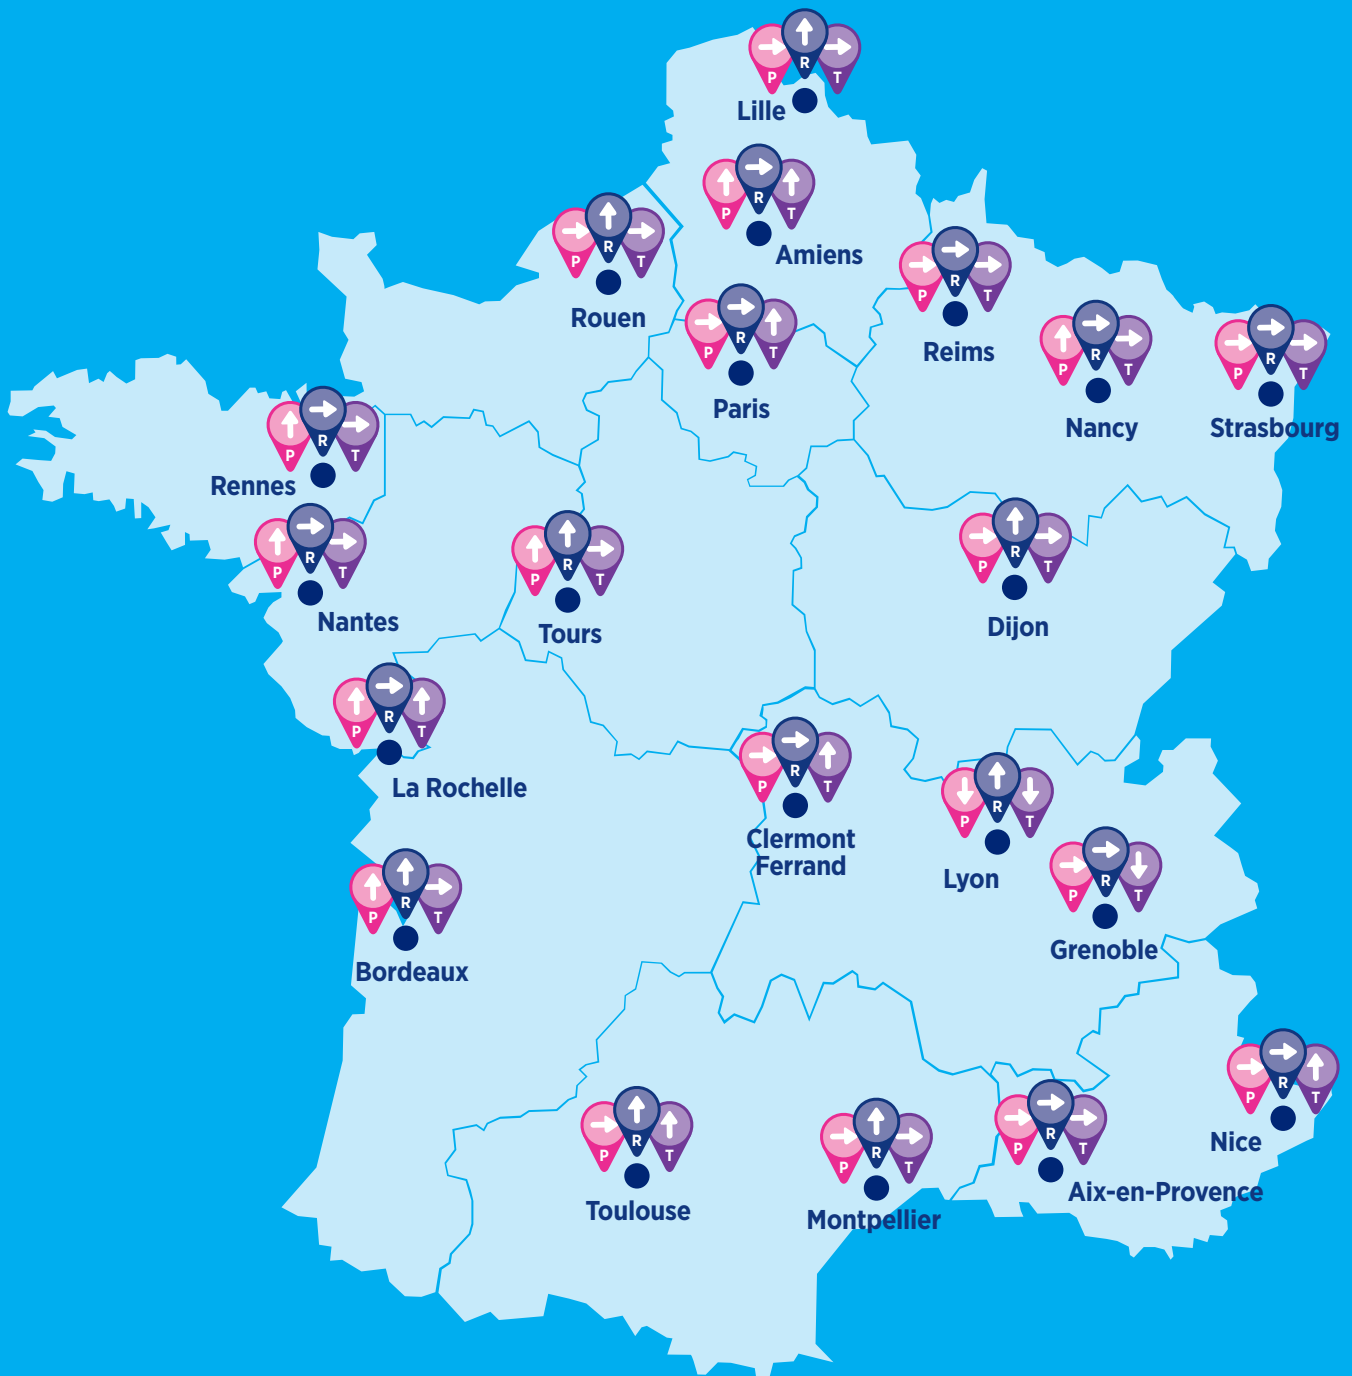 P R T
Lille
P R T
Amiens
P R T
Rouen
P R T
Reims
P R T
Paris
P R T
Nancy
P R T
Strasbourg
P R T
Rennes
P R T
Nantes
P R T
Tours
P R T
Dijon
P R T
La Rochelle
P R T
Clermont
Ferrand
P R T
Lyon
P R T
Grenoble
P R T
Bordeaux
P R T
Nice
P R T
Aix-en-Provence
P R T
Toulouse
P R T
Montpellier